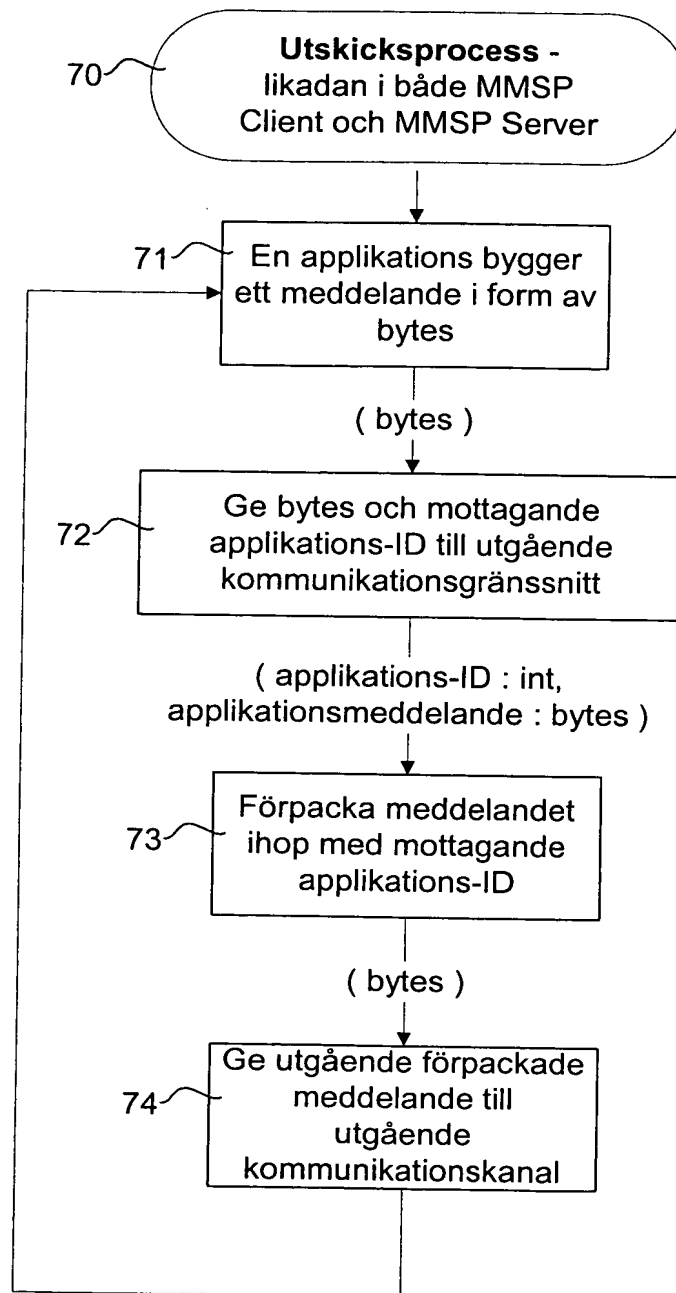 70
Utskicksprocess -
likadan i både MMSP
Client och MMSP Server
71
En applikations bygger
ett meddelande i form av
bytes
( bytes )
72
Ge bytes och mottagande
applikations-ID till utgående
kommunikationsgränssnitt
( applikations-ID : int,
applikationsmeddelande : bytes )
73
Förpacka meddelandet
ihop med mottagande
applikations-ID
( bytes )
74
Ge utgående förpackade
meddelande till
utgående
kommunikationskanal